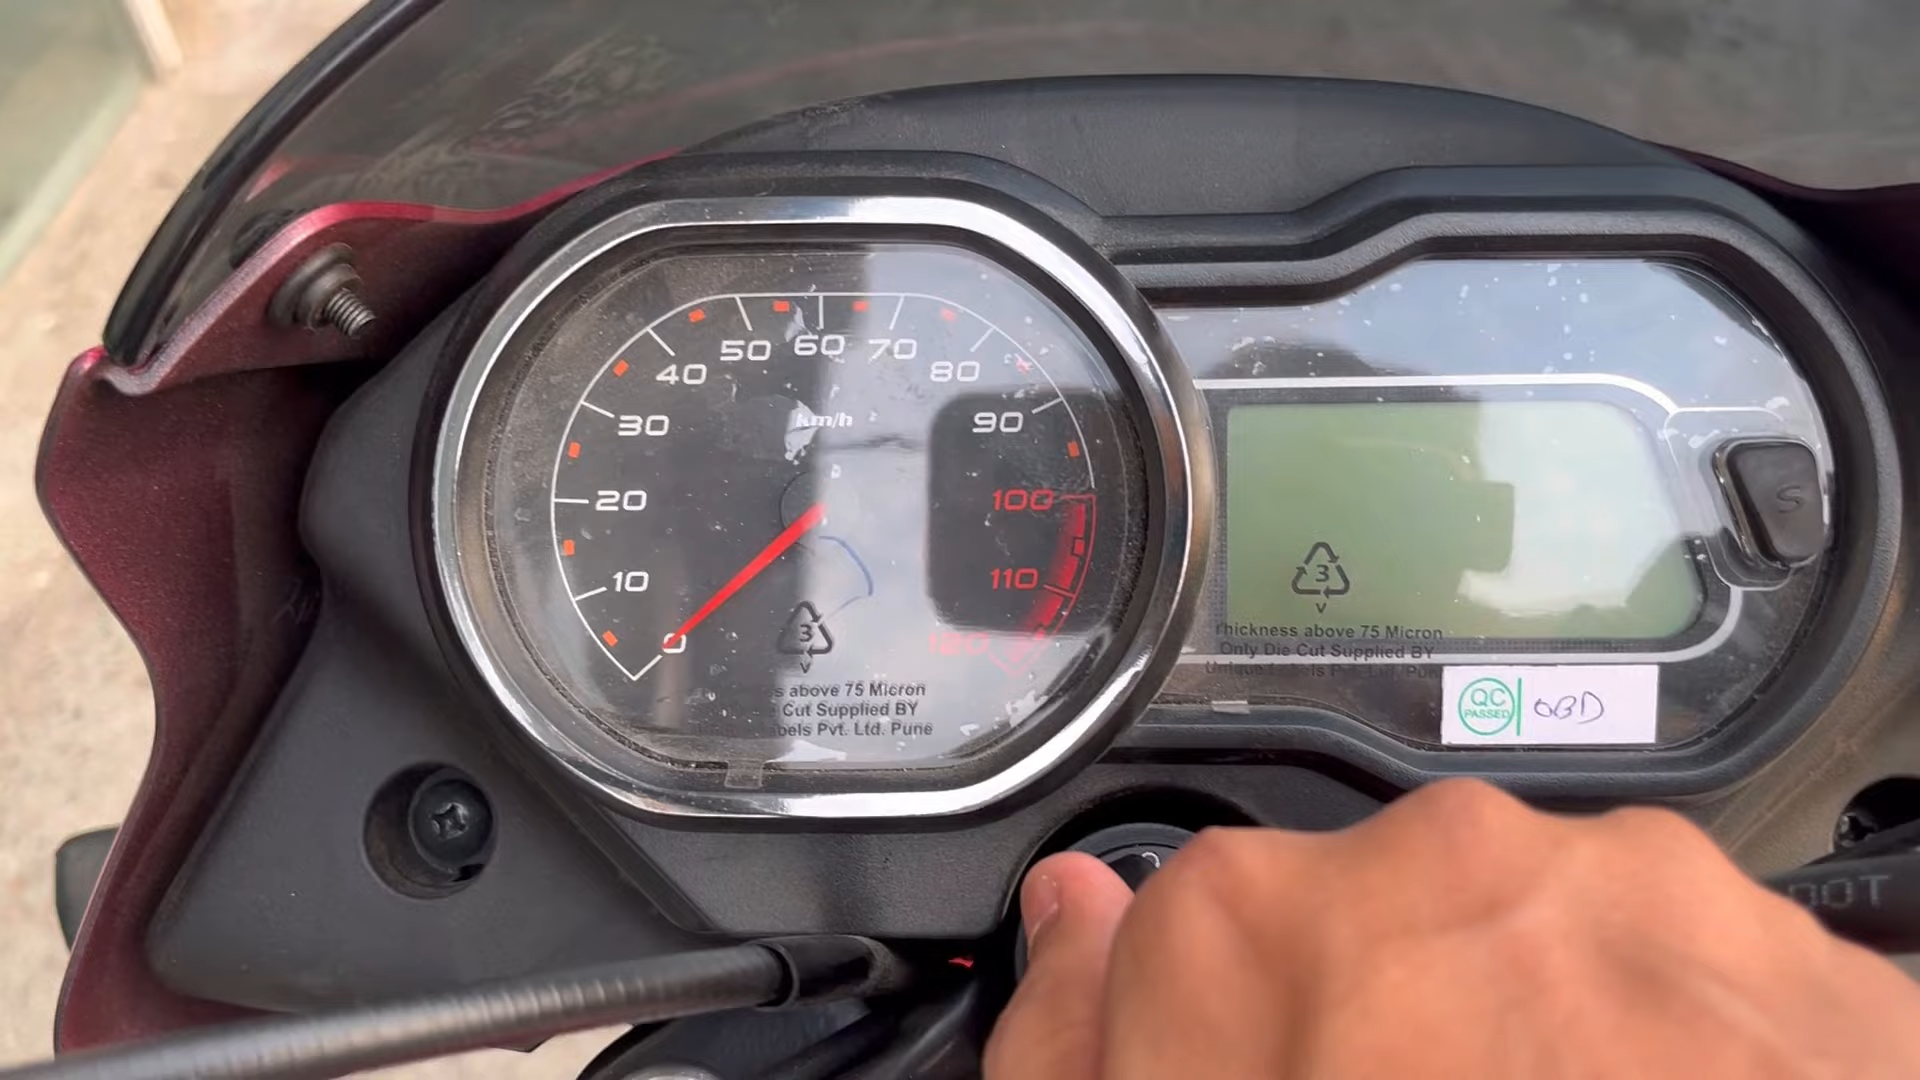 50 60 70
40 80
km/h
30 90
20 100
10 110
0 120
3
V
above 75 Micron
Cut Supplied BY
Pvt. Ltd. Pune
S
3
V
Thickness above 75 Micron
Only Die Cut Supplied BY
QC
PASSED
OBD